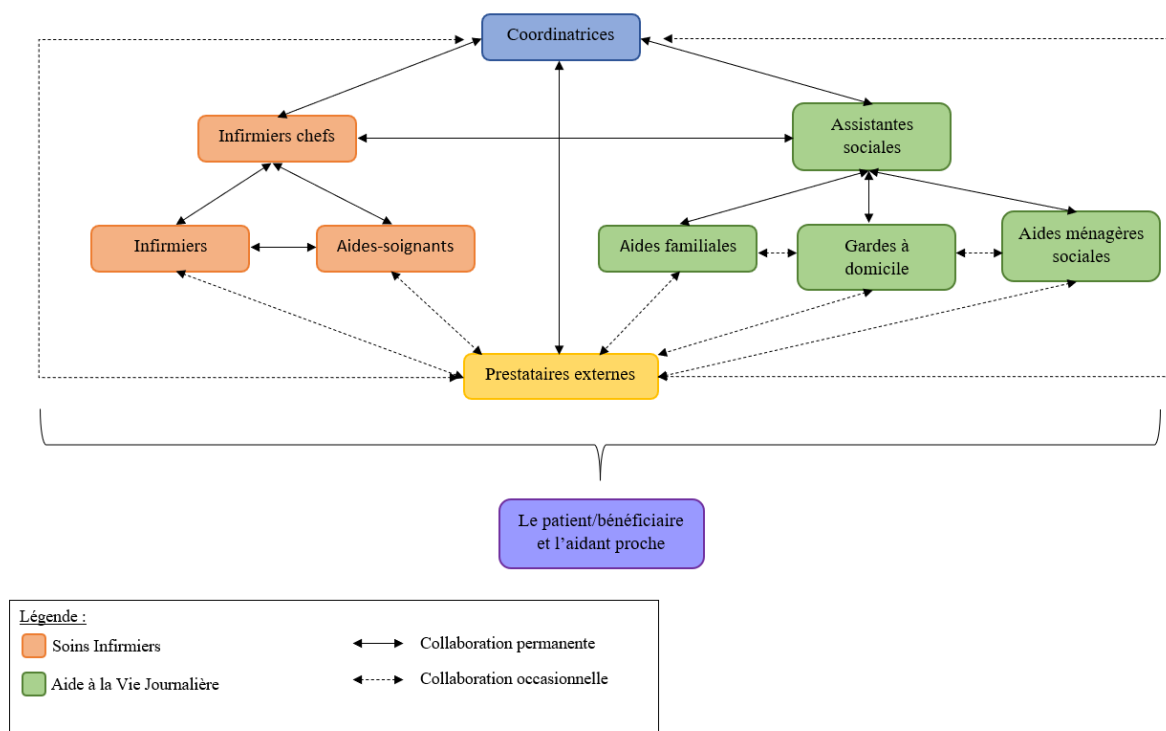 Coordinatrices
Infirmiers chefs
Assistantes
sociales
Infirmiers
Aides-soignants
Aides familiales
Gardes à
domicile
Aides ménagères
sociales
Prestataires externes
Le patient/bénéficiaire
et l’aidant proche
Légende :
Soins Infirmiers
Collaboration permanente
Aide à la Vie Journalière
Collaboration occasionnelle